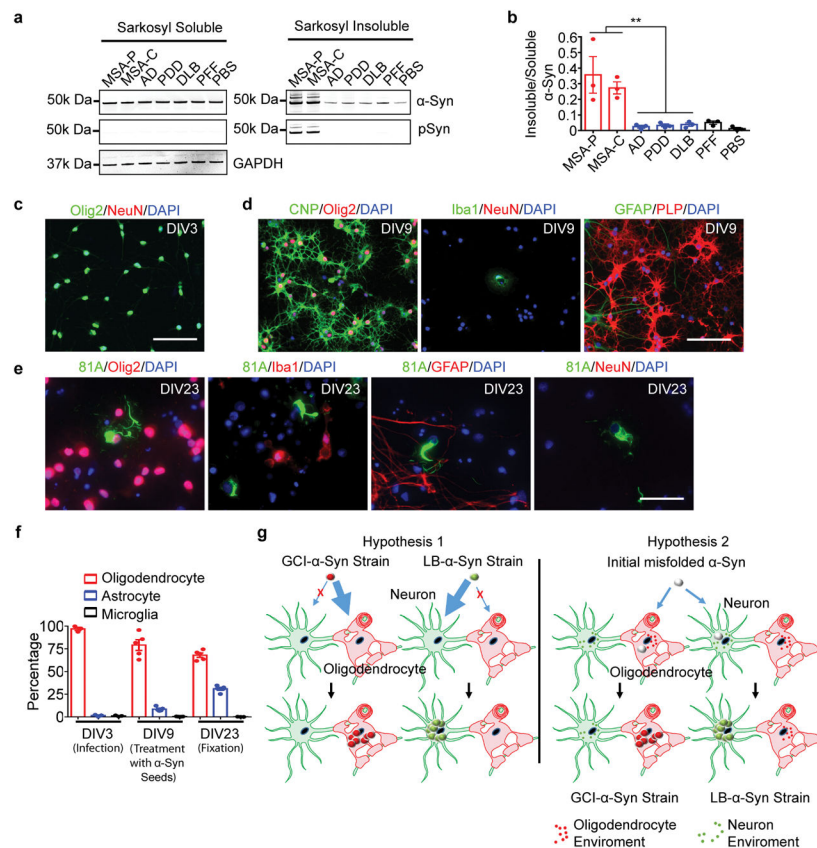 a
Sarkosyl Soluble
Sarkosyl Insoluble
MSA-P MSA-C AD PDD DLB PFF PBS
MSA-P MSA-C AD PDD DLB PFF PBS
50k Da
50k Da
α-Syn
50k Da
50k Da
pSyn
37k Da
GAPDH
b
Insoluble/Soluble
α-Syn
0.6
0.5
0.4
0.3
0.2
0.1
0
**
MSA-P MSA-C AD PDD DLB PFF PBS
c
Olig2/NeuN/DAPI
DIV3
d
CNP/Olig2/DAPI
DIV9
Iba1/NeuN/DAPI
DIV9
GFAP/PLP/DAPI
DIV9
e
81A/Olig2/DAPI
DIV23
81A/Iba1/DAPI
DIV23
81A/GFAP/DAPI
DIV23
81A/NeuN/DAPI
DIV23
f
Oligodendrocyte
Astrocyte
Microglia
Percentage
100
75
50
25
0
DIV3
(Infection)
DIV9
(Treatment
with α-Syn
Seeds)
DIV23
(Fixation)
g
Hypothesis 1
GCI-α-Syn Strain
LB-α-Syn Strain
X
X
Neuron
Oligodendrocyte
Hypothesis 2
Initial misfolded α-Syn
Neuron
Oligodendrocyte
GCI-α-Syn Strain
LB-α-Syn Strain
Oligodendrocyte
Enviroment
Neuron
Enviroment